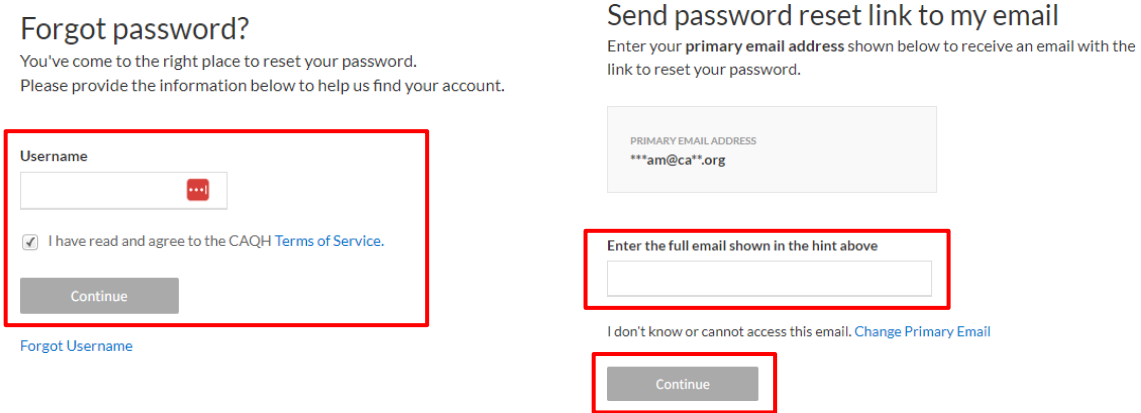 Forgot password?
You've come to the right place to reset your password.
Please provide the information below to help us find your account.
Username
I have read and agree to the CAQH Terms of Service.
Continue
Forgot Username
Send password reset link to my email
Enter your primary email address shown below to receive an email with the
link to reset your password.
PRIMARY EMAIL ADDRESS
***am@ca**.org
Enter the full email shown in the hint above
I don't know or cannot access this email. Change Primary Email
Continue